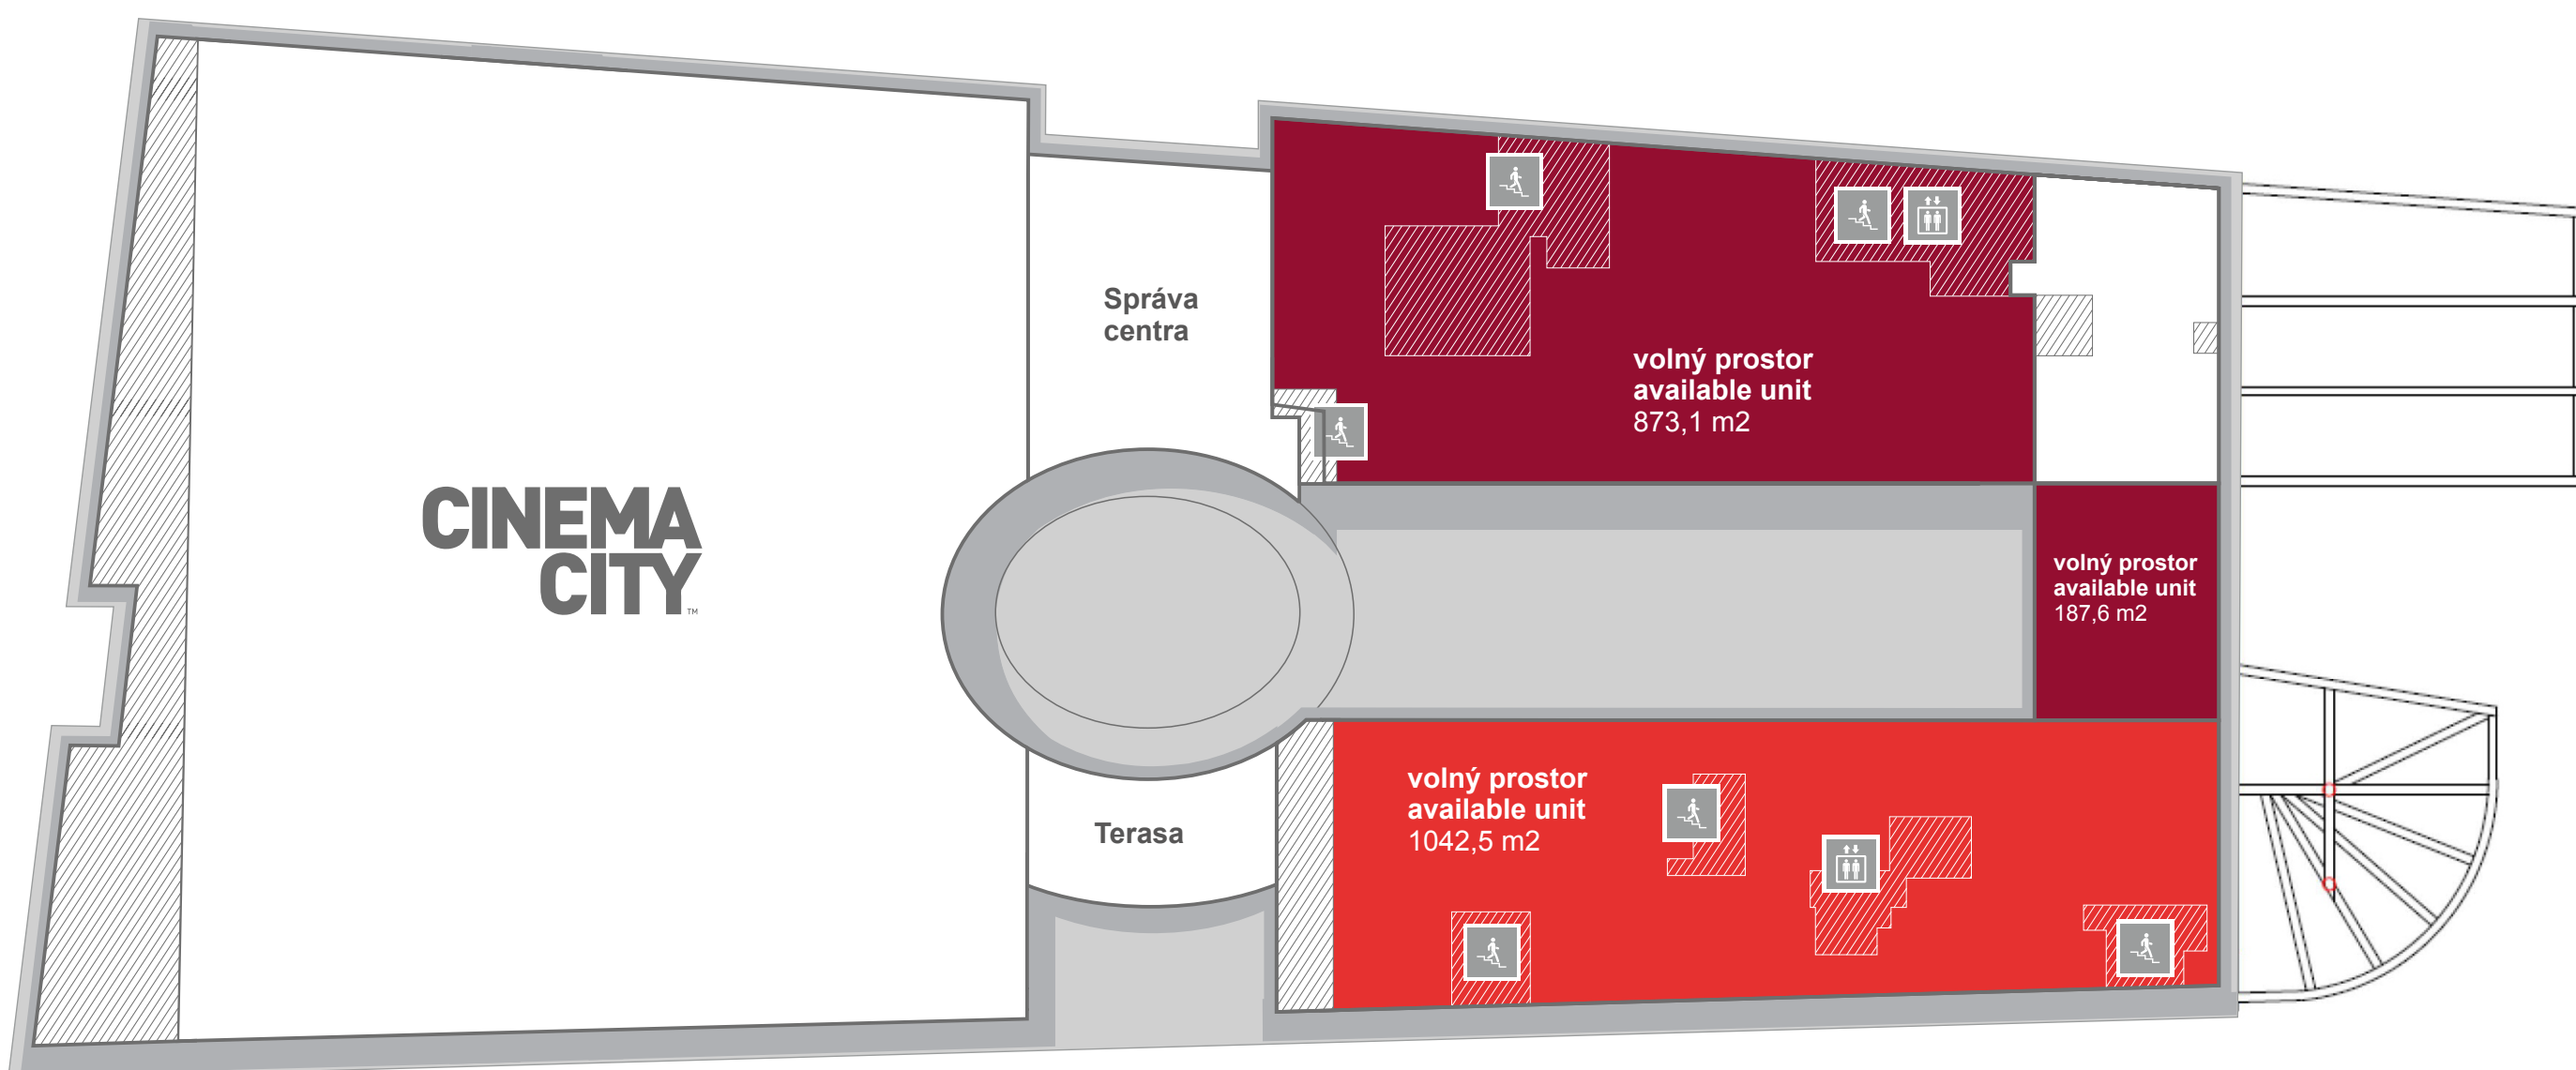 CINEMA
CITY™
Správa
centra
volný prostor
available unit
873,1 m2
volný prostor
available unit
187,6 m2
Terasa
volný prostor
available unit
1042,5 m2